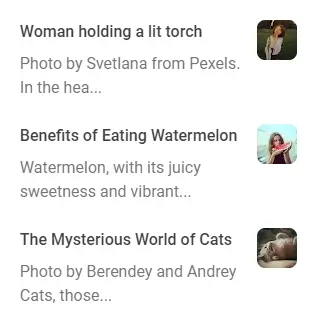 Woman holding a lit torch
Photo by Svetlana from Pexels.
In the hea...
Benefits of Eating Watermelon
Watermelon, with its juicy
sweetness and vibrant...
The Mysterious World of Cats
Photo by Berendey and Andrey
Cats, those...